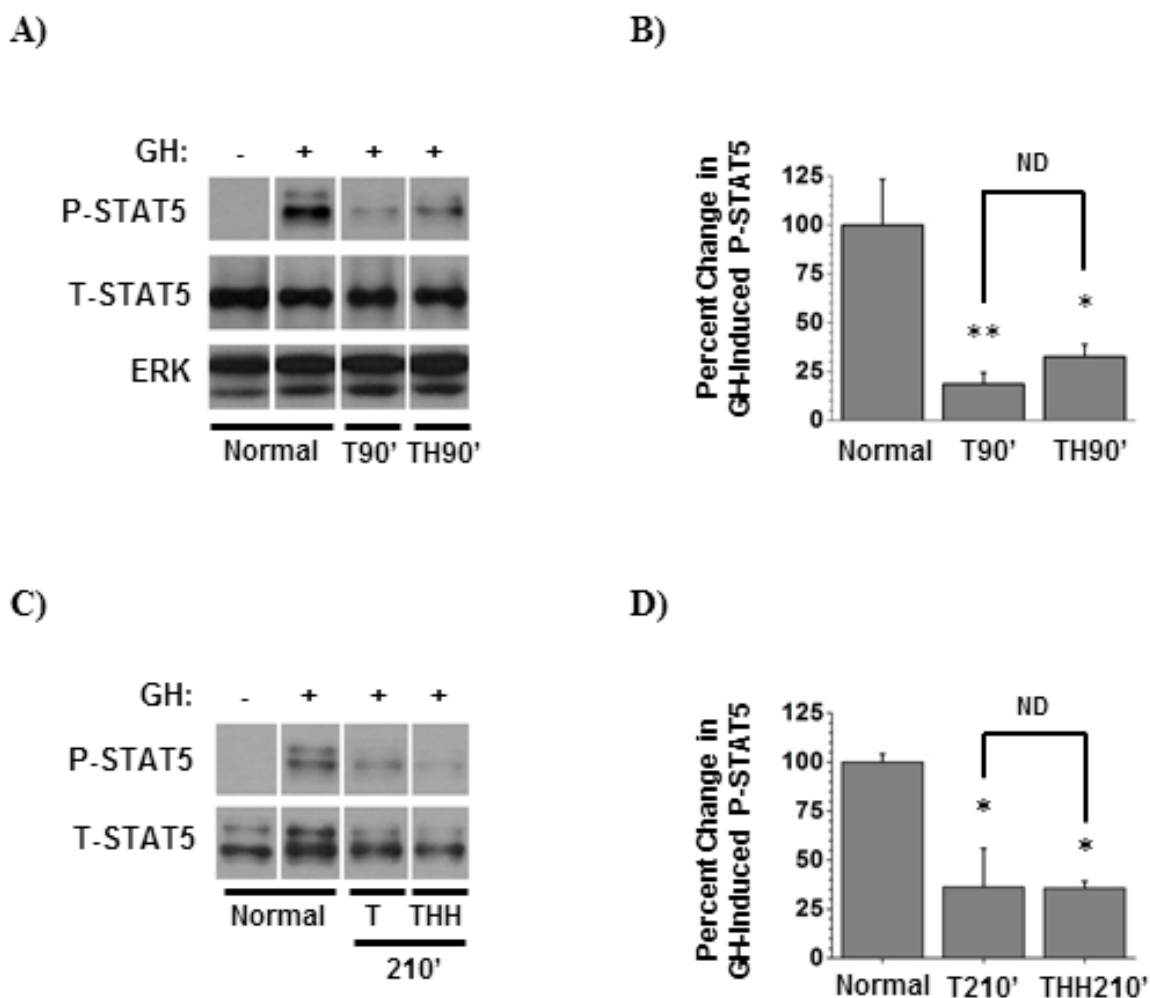 A)
GH: - + + +
P-STAT5
T-STAT5
ERK
Normal T90' TH90'
B)
Percent Change in
GH-Induced P-STAT5
125
100
75
50
25
0
ND
** *
Normal T90' TH90'
C)
GH: - + + +
P-STAT5
T-STAT5
Normal T THH
210'
D)
Percent Change in
GH-Induced P-STAT5
125
100
75
50
25
0
ND
* *
Normal T210' THH210'